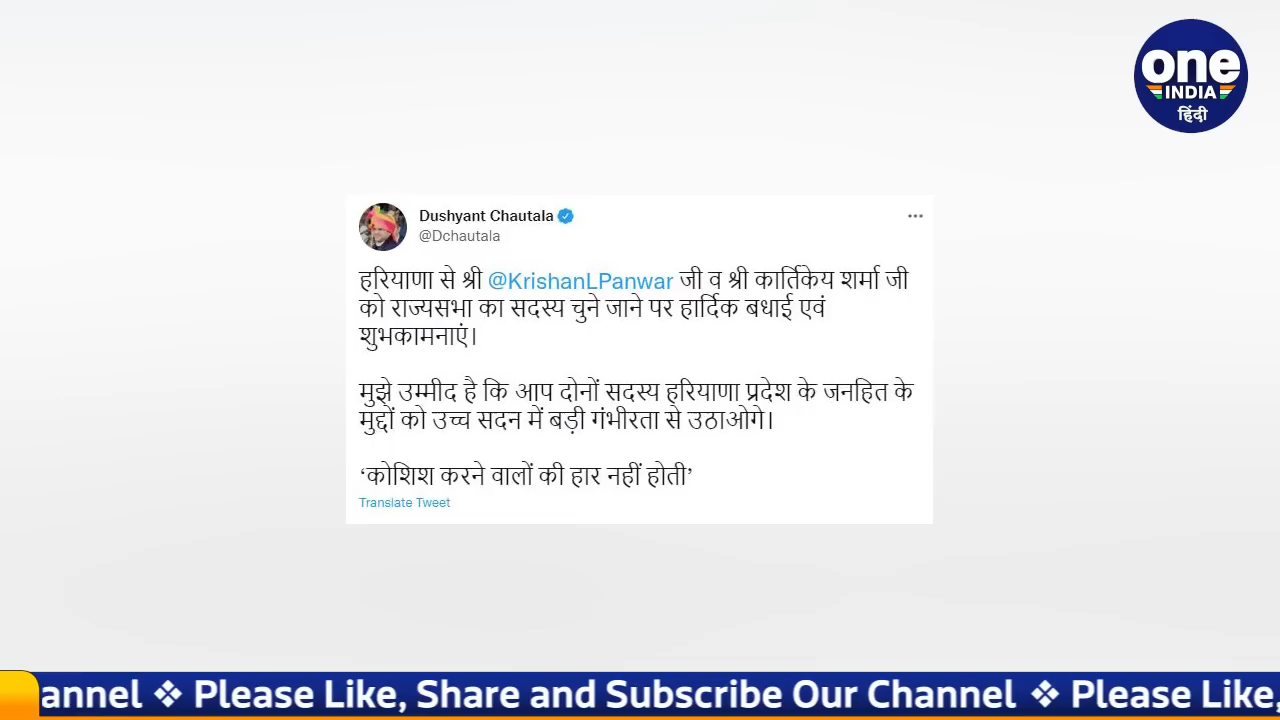 one
INDIA
हिंदी
Dushyant Chautala
@Dchautala
हरियाणा से श्री @KrishanLPanwar जी व श्री कार्तिकेय शर्मा जी
को राज्यसभा का सदस्य चुने जाने पर हार्दिक बधाई एवं
शुभकामनाएं।
मुझे उम्मीद है कि आप दोनों सदस्य हरियाणा प्रदेश के जनहित के
मुद्दों को उच्च सदन में बड़ी गंभीरता से उठाओगे।
‘कोशिश करने वालों की हार नहीं होती’
Translate Tweet
annel ❖ Please Like, Share and Subscribe Our Channel ❖ Please Like,